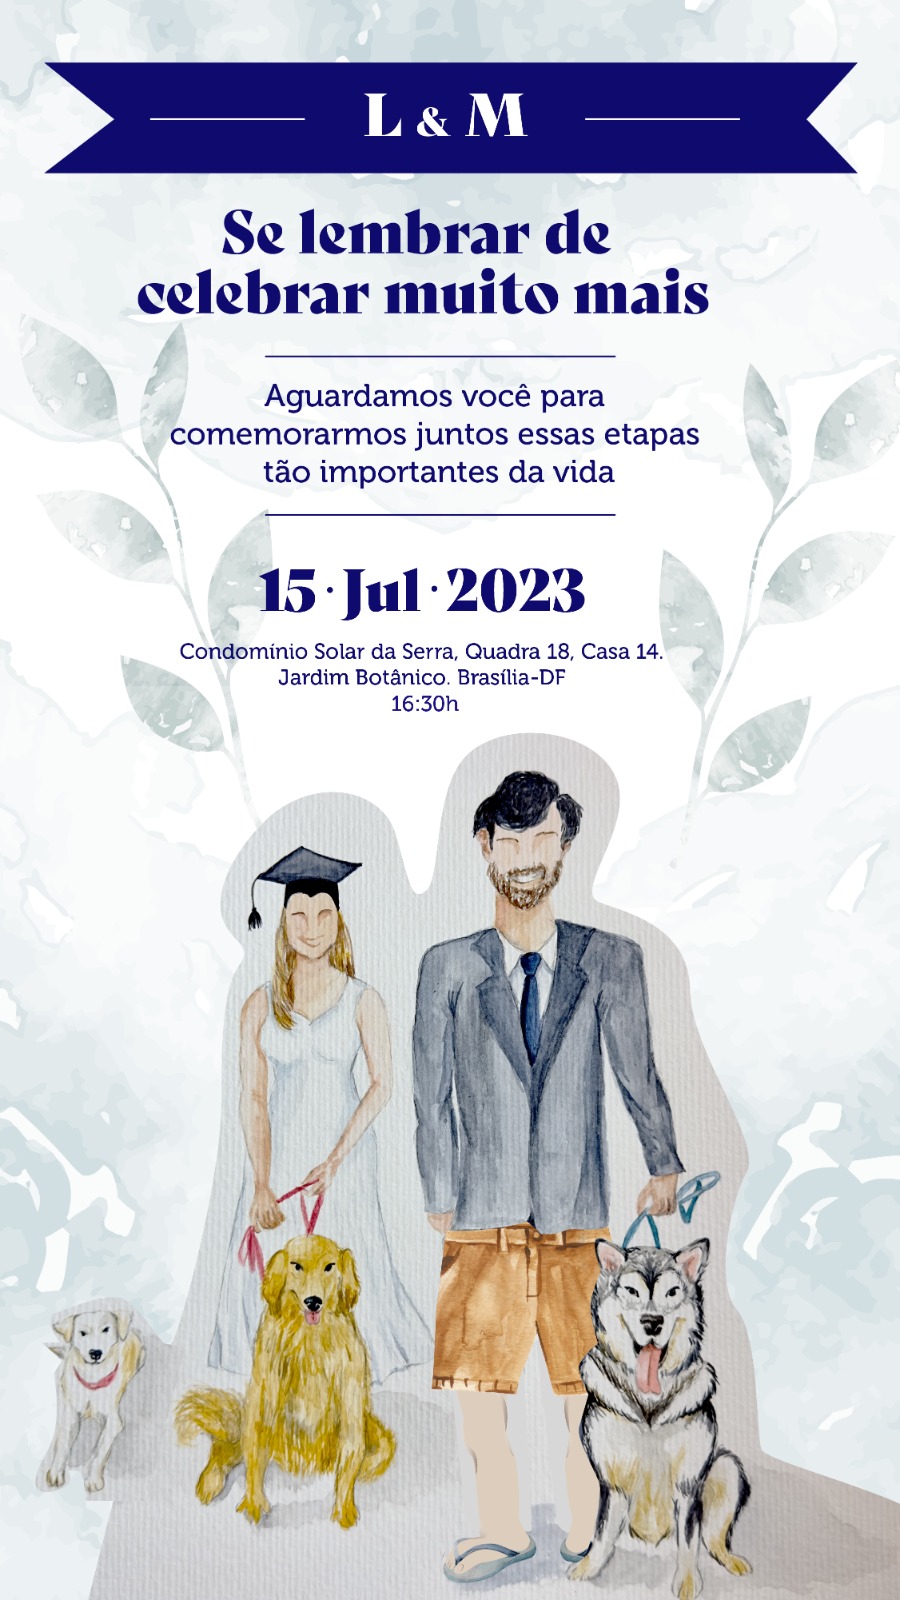 L & M
Se lembrar de
celebrar muito mais
Aguardamos você para
comemorarmos juntos essas etapas
tão importantes da vida
15 · Jul · 2023
Condomínio Solar da Serra, Quadra 18, Casa 14.
Jardim Botânico. Brasília-DF
16:30h